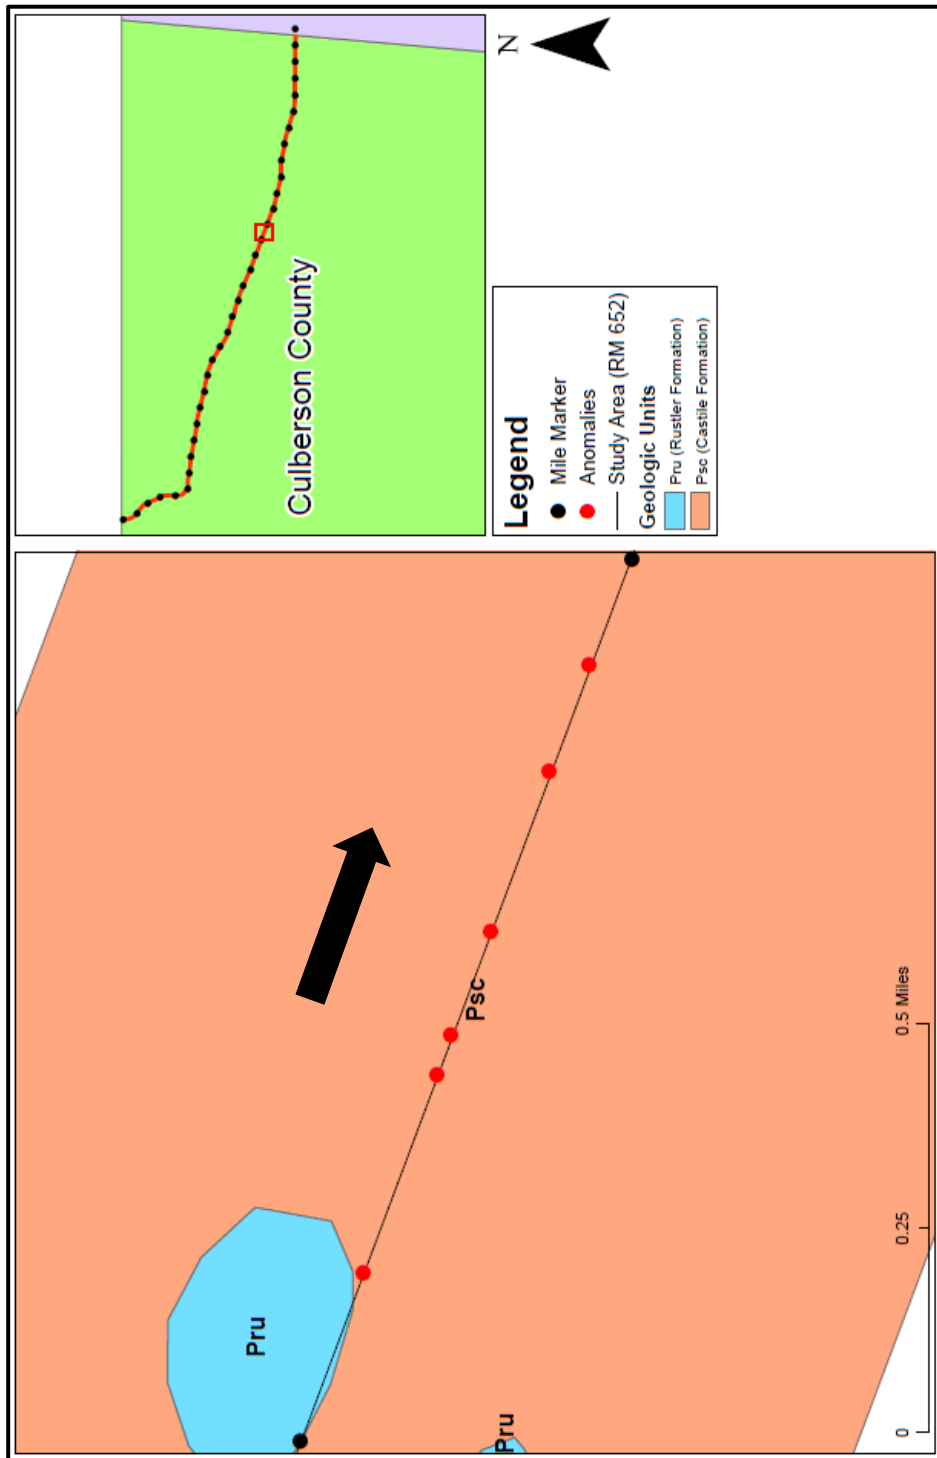 Culberson County
N
Legend
Mile Marker
Anomalies
Study Area (RM 652)
Geologic Units
Pru (Rustler Formation)
Psc (Castile Formation)
Pru
Psc
Pru
0 0.25 0.5 Miles